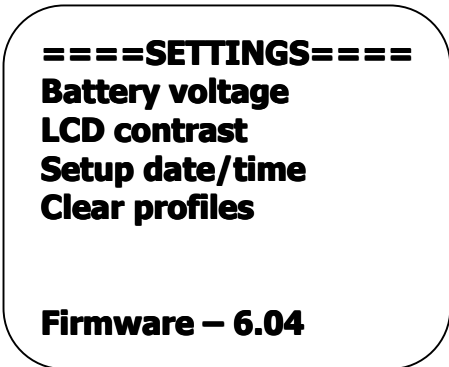 ====SETTINGS====
Battery voltage
LCD contrast
Setup date/time
Clear profiles
Firmware – 6.04